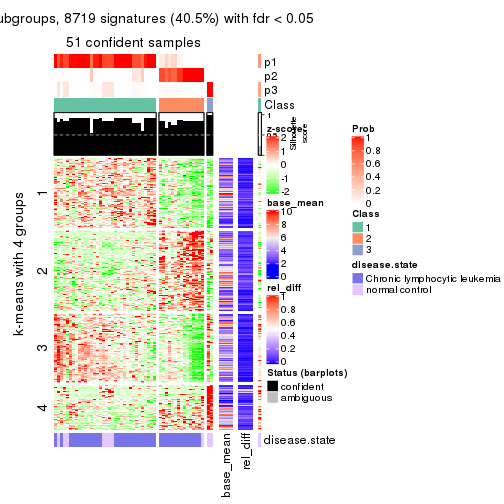 ubgroups, 8719 signatures (40.5%) with fdr < 0.05
51 confident samples
p1
p2
p3
Class
1
Silhouette
score
k-means with 4 groups
1
2
3
4
z-score
2
1
0
-1
-2
base_mean
10
8
6
4
2
0
rel_diff
1
0.8
0.6
0.4
0.2
0
Status (barplots)
confident
ambiguous
Prob
1
0.8
0.6
0.4
0.2
0
Class
1
2
3
disease.state
Chronic lymphocytic leukemia
normal control
disease.state
base_mean
rel_diff